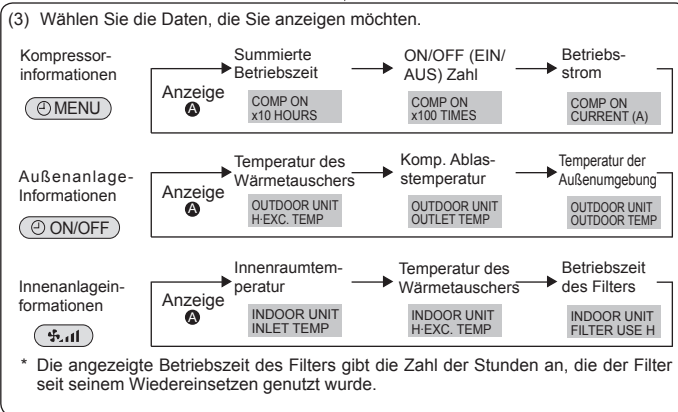 (3) Wählen Sie die Daten, die Sie anzeigen möchten.
Kompressor-
informationen
MENU
Anzeige
A
Summierte
Betriebszeit
COMP ON
x10 HOURS
ON/OFF (EIN/
AUS) Zahl
COMP ON
x100 TIMES
Betriebs-
strom
COMP ON
CURRENT (A)
Außenanlage-
Informationen
ON/OFF
Anzeige
A
Temperatur des
Wärmetauschers
OUTDOOR UNIT
H·EXC. TEMP
Komp. Ablas-
stemperatur
OUTDOOR UNIT
OUTLET TEMP
Temperatur der
Außenumgebung
OUTDOOR UNIT
OUTDOOR TEMP
Innenanlagein-
formationen
Anzeige
A
Innenraumtem-
peratur
INDOOR UNIT
INLET TEMP
Temperatur des
Wärmetauschers
INDOOR UNIT
H·EXC. TEMP
Betriebszeit
des Filters
INDOOR UNIT
FILTER USE H
* Die angezeigte Betriebszeit des Filters gibt die Zahl der Stunden an, die der Filter
seit seinem Wiedereinsetzen genutzt wurde.